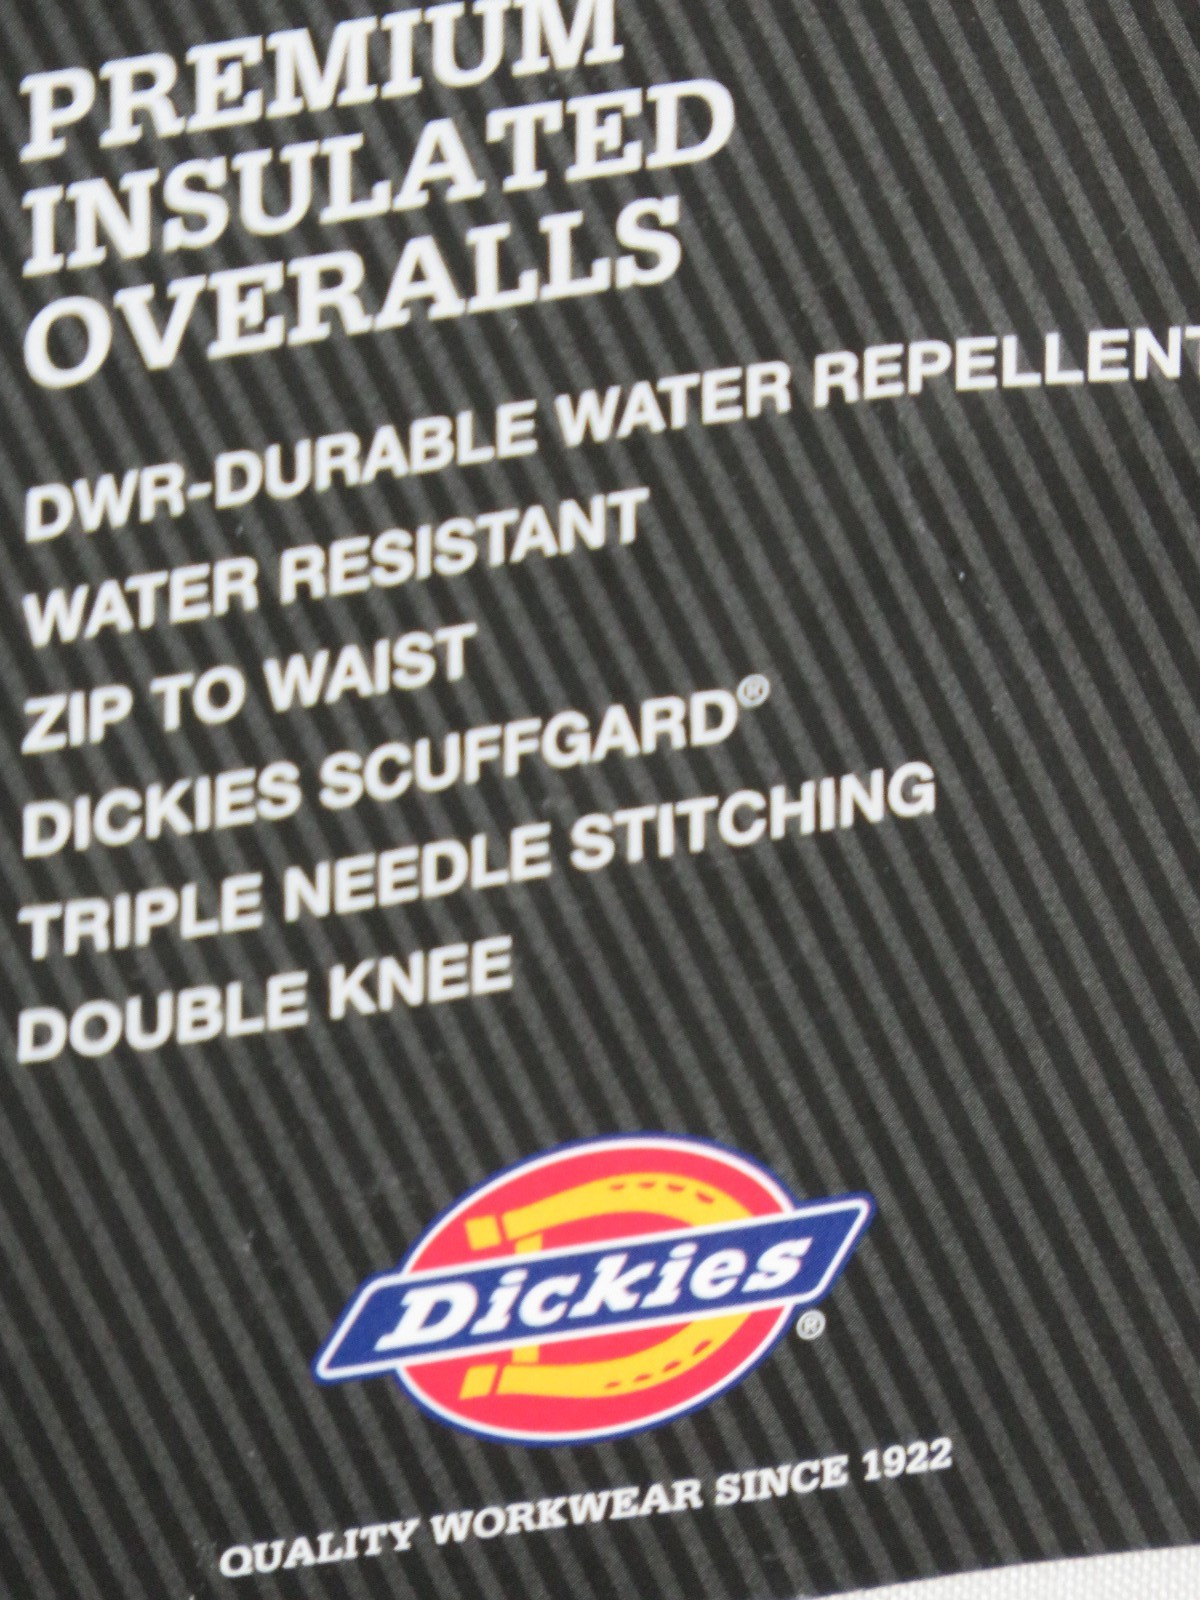 PREMIUM
INSULATED
OVERALLS
DWR-DURABLE WATER REPELLENT
WATER RESISTANT
ZIP TO WAIST
DICKIES SCUFFGARD®
TRIPLE NEEDLE STITCHING
DOUBLE KNEE
Dickies®
QUALITY WORKWEAR SINCE 1922